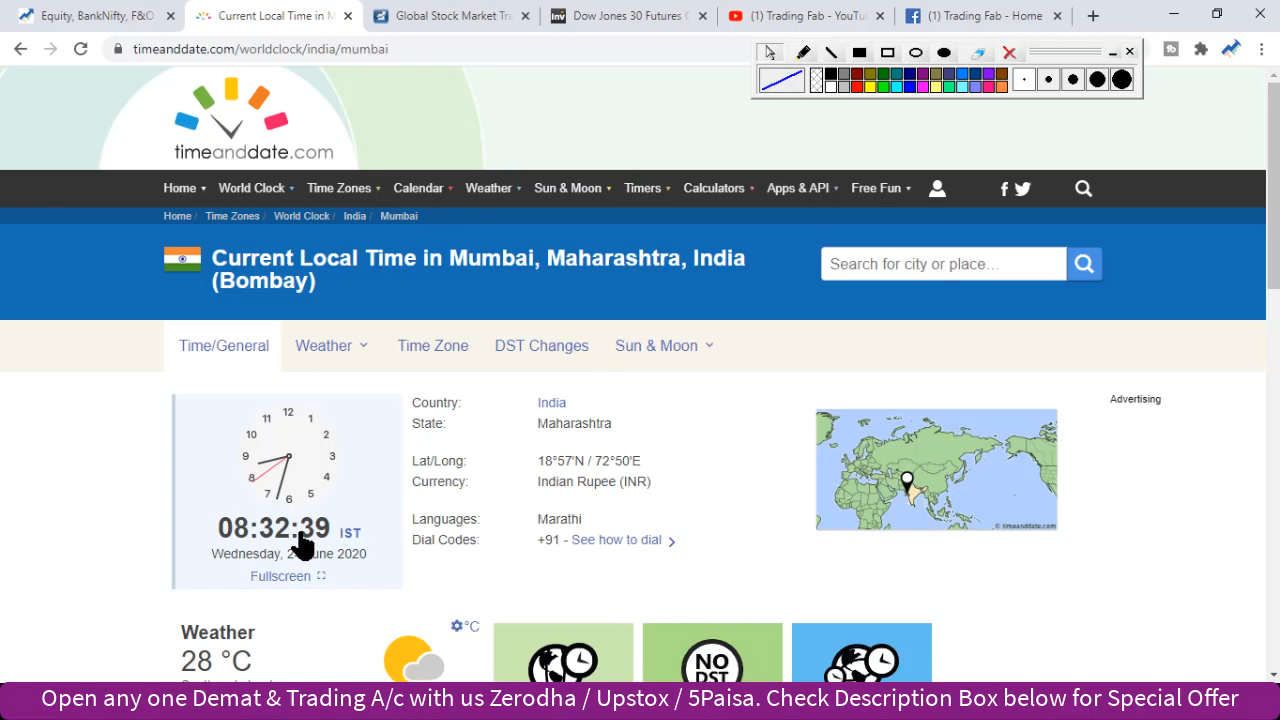 Equity, BankNifty, F&O
Current Local Time in M
Global Stock Market Tra
Dow Jones 30 Futures C
(1) Trading Fab - YouTu
(1) Trading Fab - Home
timeanddate.com/worldclock/india/mumbai
timeanddate.com
Home World Clock Time Zones Calendar Weather Sun & Moon Timers Calculators Apps & API Free Fun
Home / Time Zones / World Clock / India / Mumbai
Current Local Time in Mumbai, Maharashtra, India
(Bombay)
Search for city or place…
Time/General Weather Time Zone DST Changes Sun & Moon
12
11 1
10 2
9 3
8 4
7 5
6
08:32:39 IST
Wednesday, June 2020
Fullscreen
Country: India
State: Maharashtra
Lat/Long: 18°57'N / 72°50'E
Currency: Indian Rupee (INR)
Languages: Marathi
Dial Codes: +91 - See how to dial
© timeanddate.com
Advertising
Weather
°C
28 °C
NO
DST
Open any one Demat & Trading A/c with us Zerodha / Upstox / 5Paisa. Check Description Box below for Special Offer